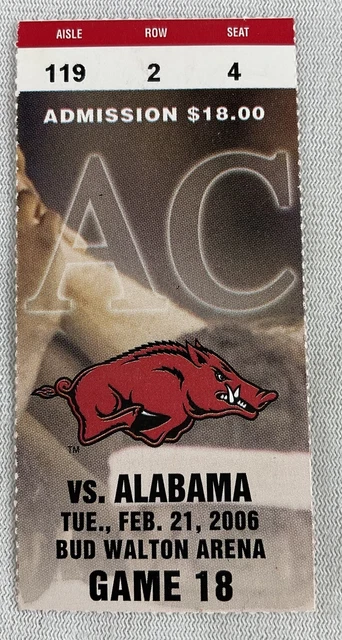 AISLE ROW SEAT
119 2 4
ADMISSION $18.00
AC
TM
VS. ALABAMA
TUE., FEB. 21, 2006
BUD WALTON ARENA
GAME 18